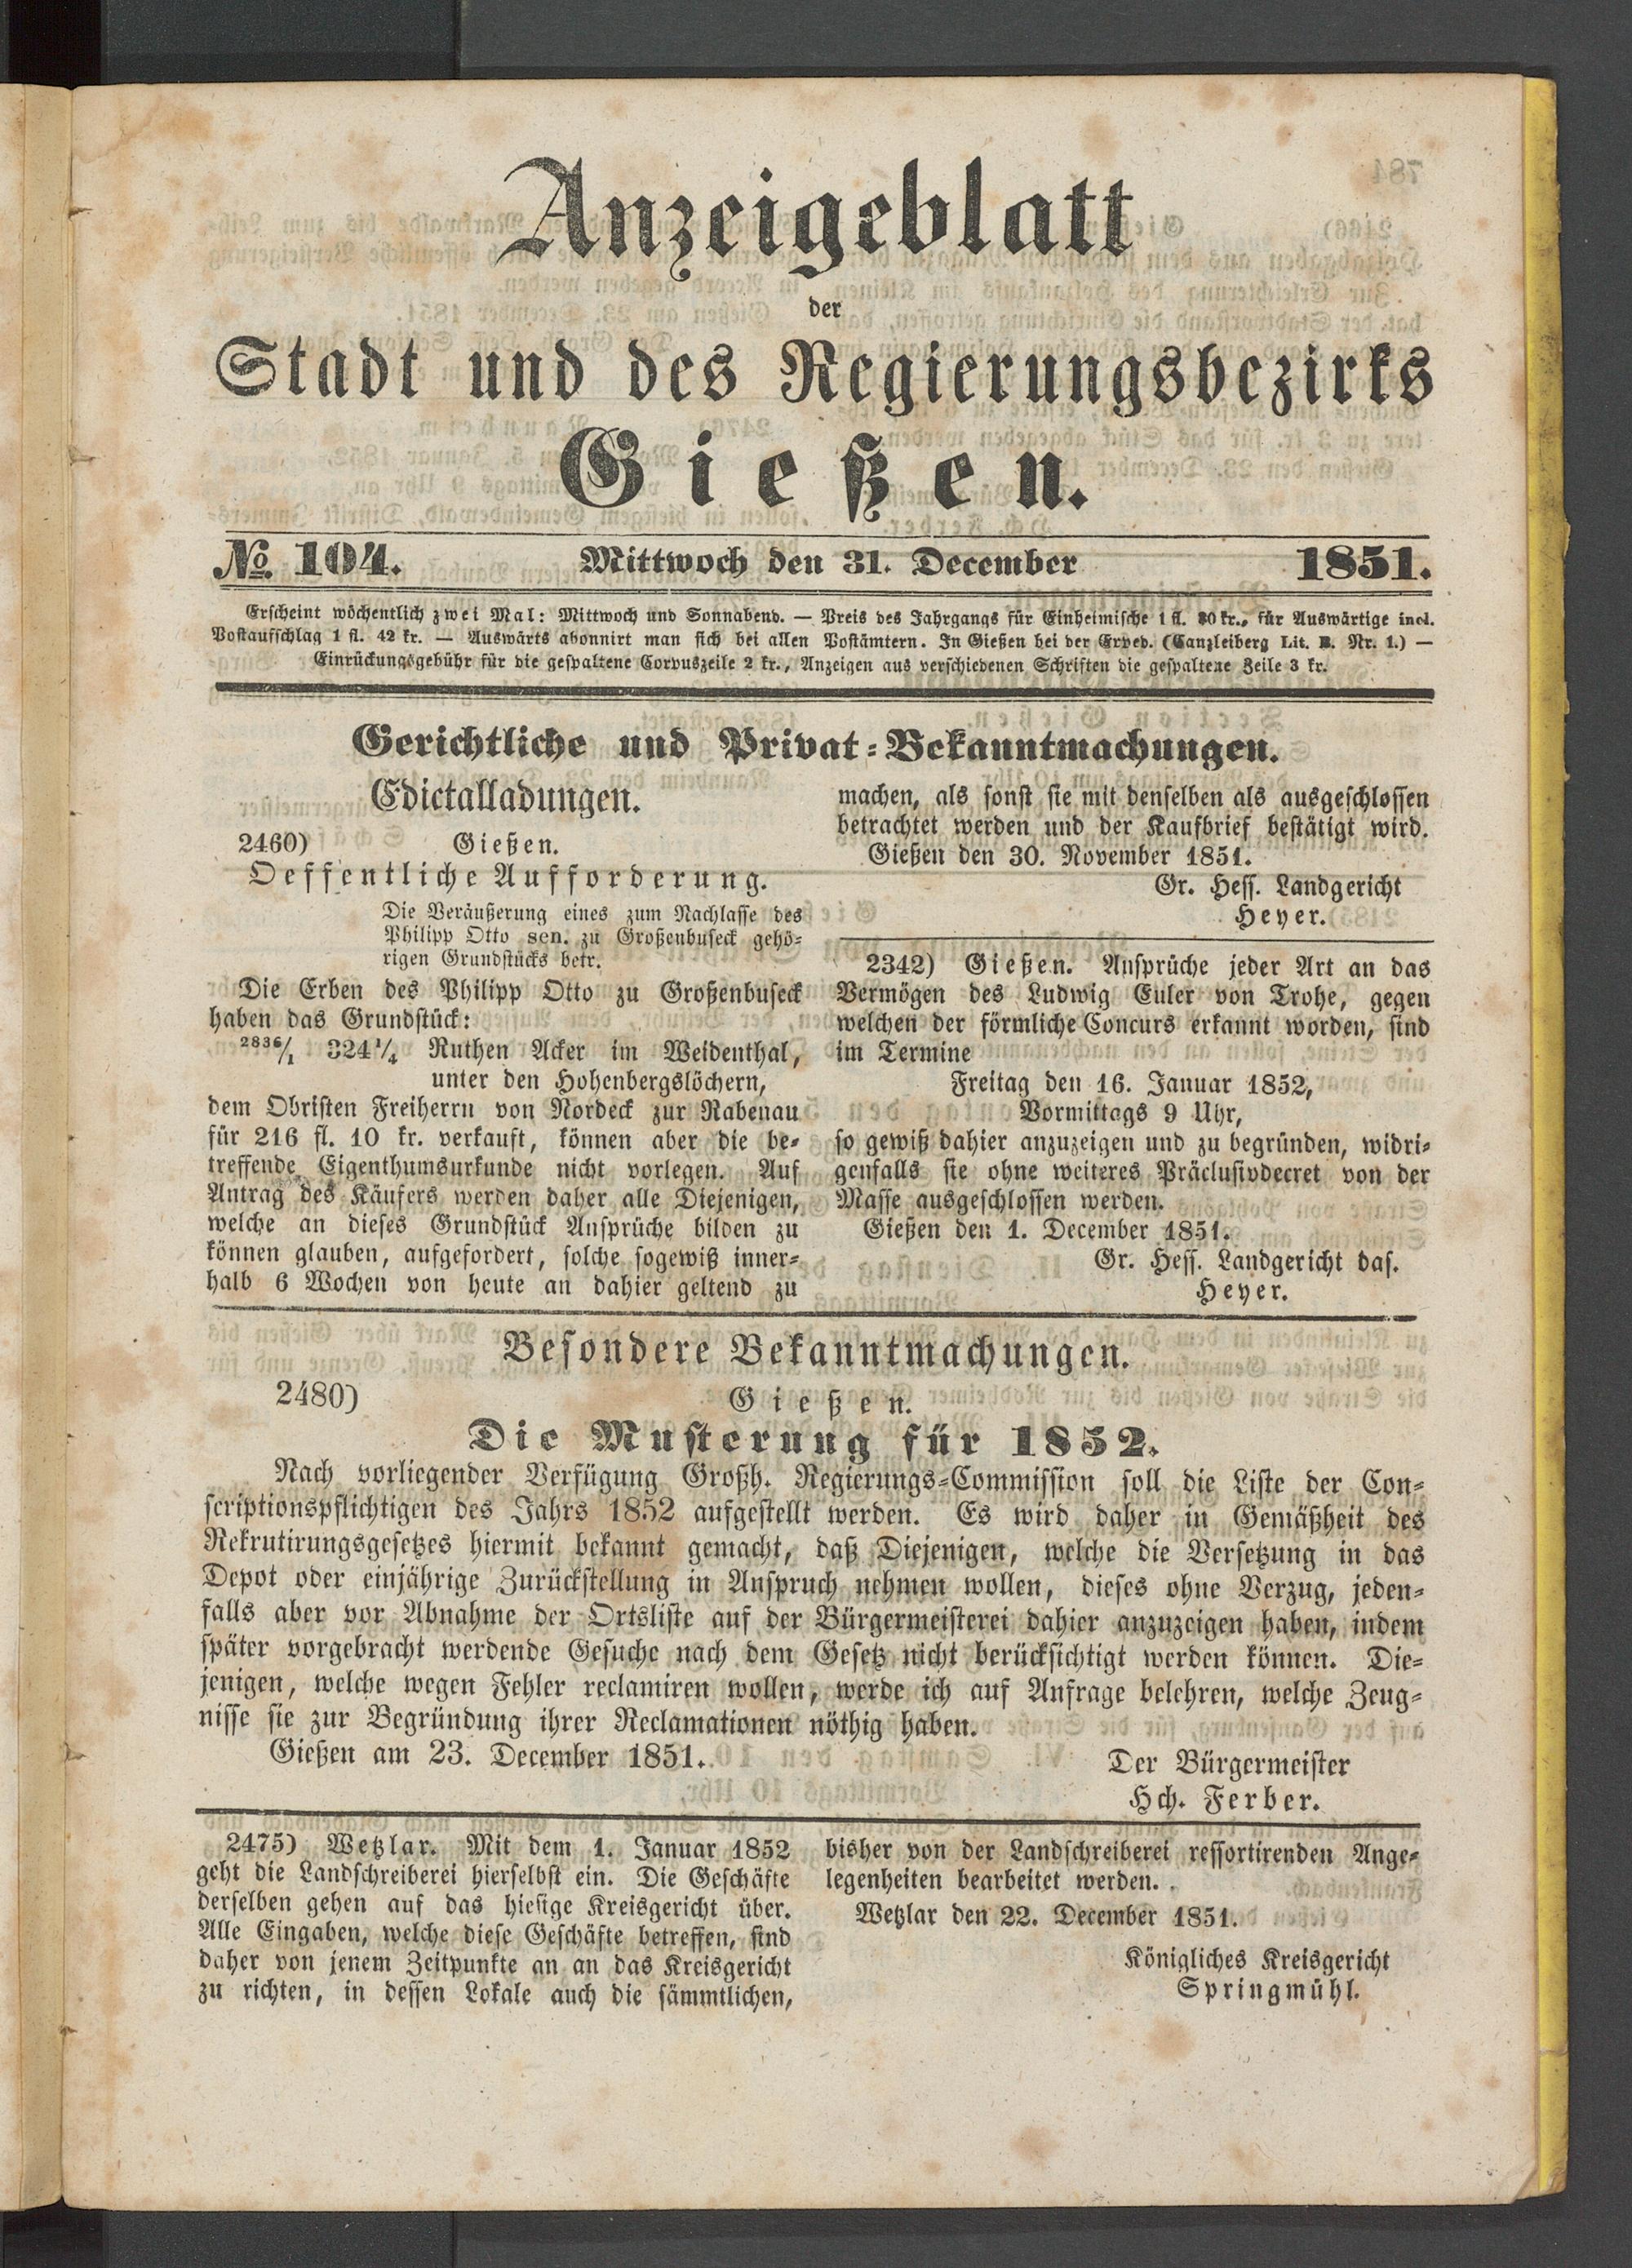 Anzeigeblatt
der
Stadt und des Regierungsbezirks
Gießen.
№ 104. Mittwoch den 31. December 1851.
Erscheint wöchentlich zwei Mal: Mittwoch und Sonnabend. — Preis des Jahrgangs für Einheimische 1 fl. 30 kr., für Auswärtige incl.
Postaufschlag 1 fl. 42 kr. — Auswärts abonnirt man sich bei allen Postämtern. In Gießen bei der Exped. (Canzleiberg Lit. B. Nr. 1.) —
Einrückungsgebühr für die gespaltene Corpuszeile 2 kr., Anzeigen aus verschiedenen Schriften die gespaltene Zeile 3 kr.
Gerichtliche und Privat-Bekanntmachungen.
Edictalladungen.
2460) Gießen.
Oeffentliche Aufforderung.
Die Veräußerung eines zum Nachlasse des
Philipp Otto sen. zu Großenbuseck gehö-
rigen Grundstücks betr.
Die Erben des Philipp Otto zu Großenbuseck
haben das Grundstück:
2836/1 324 1/4 Ruthen Acker im Weidenthal,
unter den Hohenbergslöchern,
dem Obristen Freiherrn von Nordeck zur Rabenau
für 216 fl. 10 kr. verkauft, können aber die be-
treffende Eigenthumsurkunde nicht vorlegen. Auf
Antrag des Käufers werden daher alle Diejenigen,
welche an dieses Grundstück Ansprüche bilden zu
können glauben, aufgefordert, solche sogewiß inner-
halb 6 Wochen von heute an dahier geltend zu
machen, als sonst sie mit denselben als ausgeschlossen
betrachtet werden und der Kaufbrief bestätigt wird.
Gießen den 30. November 1851.
Gr. Hess. Landgericht
Heyer.
2342) Gießen. Ansprüche jeder Art an das
Vermögen des Ludwig Euler von Trohe, gegen
welchen der förmliche Concurs erkannt worden, sind
im Termine
Freitag den 16. Januar 1852,
Vormittags 9 Uhr,
so gewiß dahier anzuzeigen und zu begründen, widri-
genfalls sie ohne weiteres Präclusivdecret von der
Masse ausgeschlossen werden.
Gießen den 1. December 1851.
Gr. Hess. Landgericht das.
Heyer.
Besondere Bekanntmachungen.
2480) Gießen.
Die Musterung für 1852.
Nach vorliegender Verfügung Großh. Regierungs-Commission soll die Liste der Con-
scriptionspflichtigen des Jahrs 1852 aufgestellt werden. Es wird daher in Gemäßheit des
Rekrutirungsgesetzes hiermit bekannt gemacht, daß Diejenigen, welche die Versetzung in das
Depot oder einjährige Zurückstellung in Anspruch nehmen wollen, dieses ohne Verzug, jeden-
falls aber vor Abnahme der Ortsliste auf der Bürgermeisterei dahier anzuzeigen haben, indem
später vorgebracht werdende Gesuche nach dem Gesetz nicht berücksichtigt werden können. Die-
jenigen, welche wegen Fehler reclamiren wollen, werde ich auf Anfrage belehren, welche Zeug-
nisse sie zur Begründung ihrer Reclamationen nöthig haben.
Gießen am 23. December 1851.
Der Bürgermeister
Hch. Ferber.
2475) Wetzlar. Mit dem 1. Januar 1852
geht die Landschreiberei hierselbst ein. Die Geschäfte
derselben gehen auf das hiesige Kreisgericht über.
Alle Eingaben, welche diese Geschäfte betreffen, sind
daher von jenem Zeitpunkte an an das Kreisgericht
zu richten, in dessen Lokale auch die sämmtlichen,
bisher von der Landschreiberei ressortirenden Ange-
legenheiten bearbeitet werden.
Wetzlar den 22. December 1851.
Königliches Kreisgericht
Springmühl.